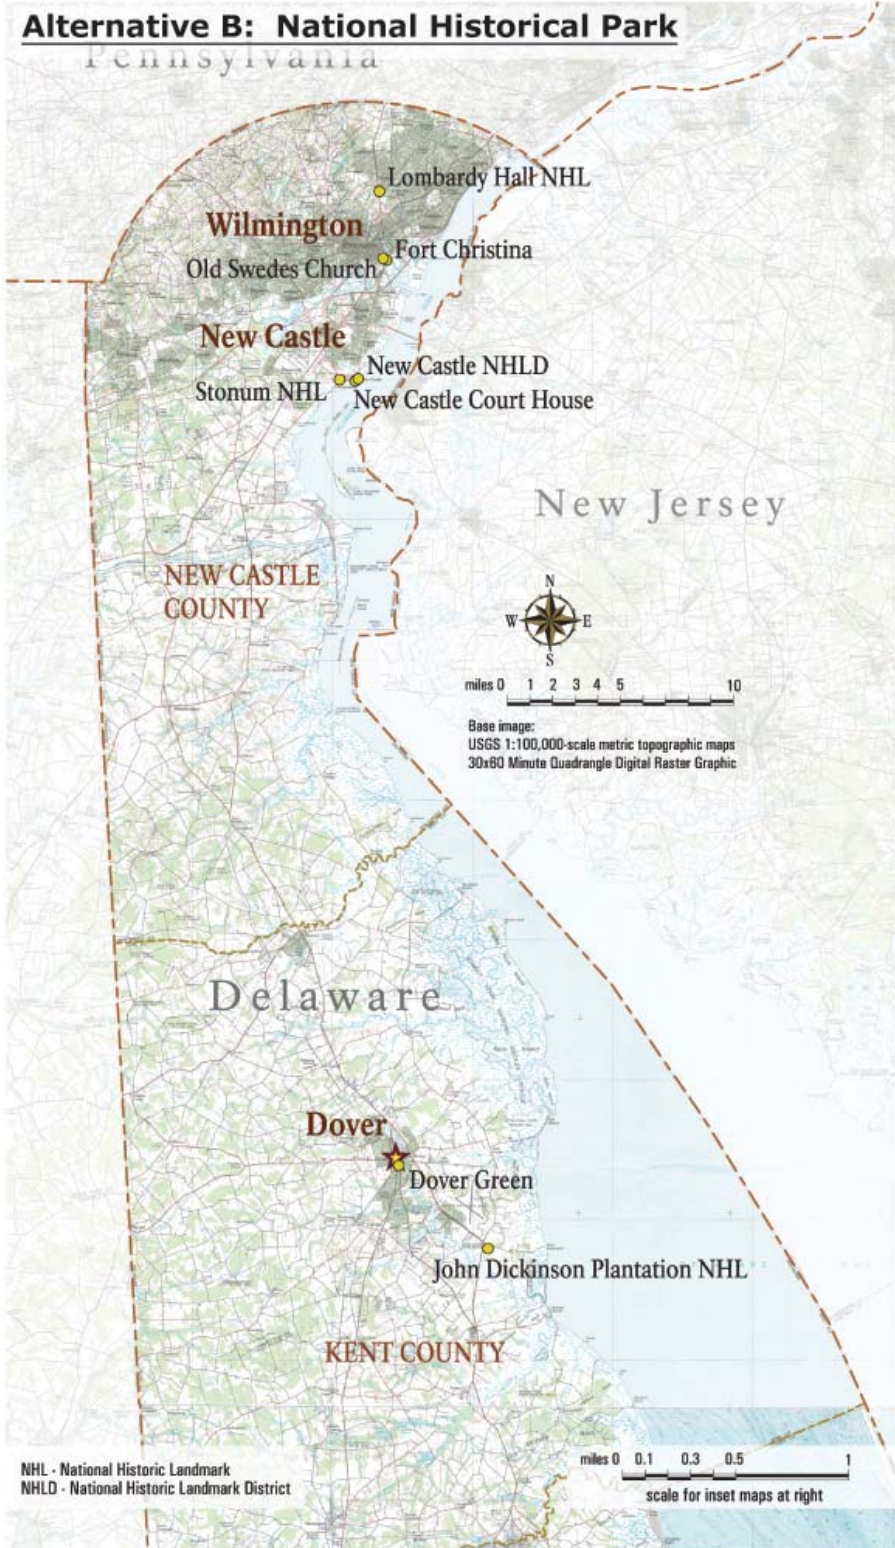 Alternative B: National Historical Park
Pennsylvania
Lombardy Hall NHL
Wilmington
Fort Christina
Old Swedes Church
New Castle
New Castle NHLD
Stonum NHL
New Castle Court House
New Jersey
NEW CASTLE
COUNTY
N
W E
S
miles 0 1 2 3 4 5 10
Base image:
USGS 1:100,000-scale metric topographic maps
30x60 Minute Quadrangle Digital Raster Graphic
Delaware
Dover
Dover Green
John Dickinson Plantation NHL
KENT COUNTY
NHL - National Historic Landmark
NHLD - National Historic Landmark District
miles 0 0.1 0.3 0.5 1
scale for inset maps at right